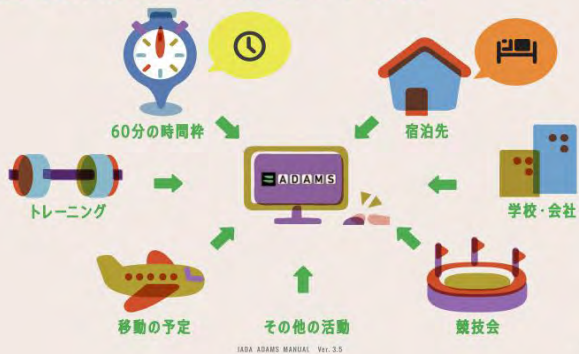 60分の時間枠
宿泊先
ADAMS
トレーニング
学校・会社
移動の予定
その他の活動
競技会
JADA ADAMS MANUAL Ver. 3.5